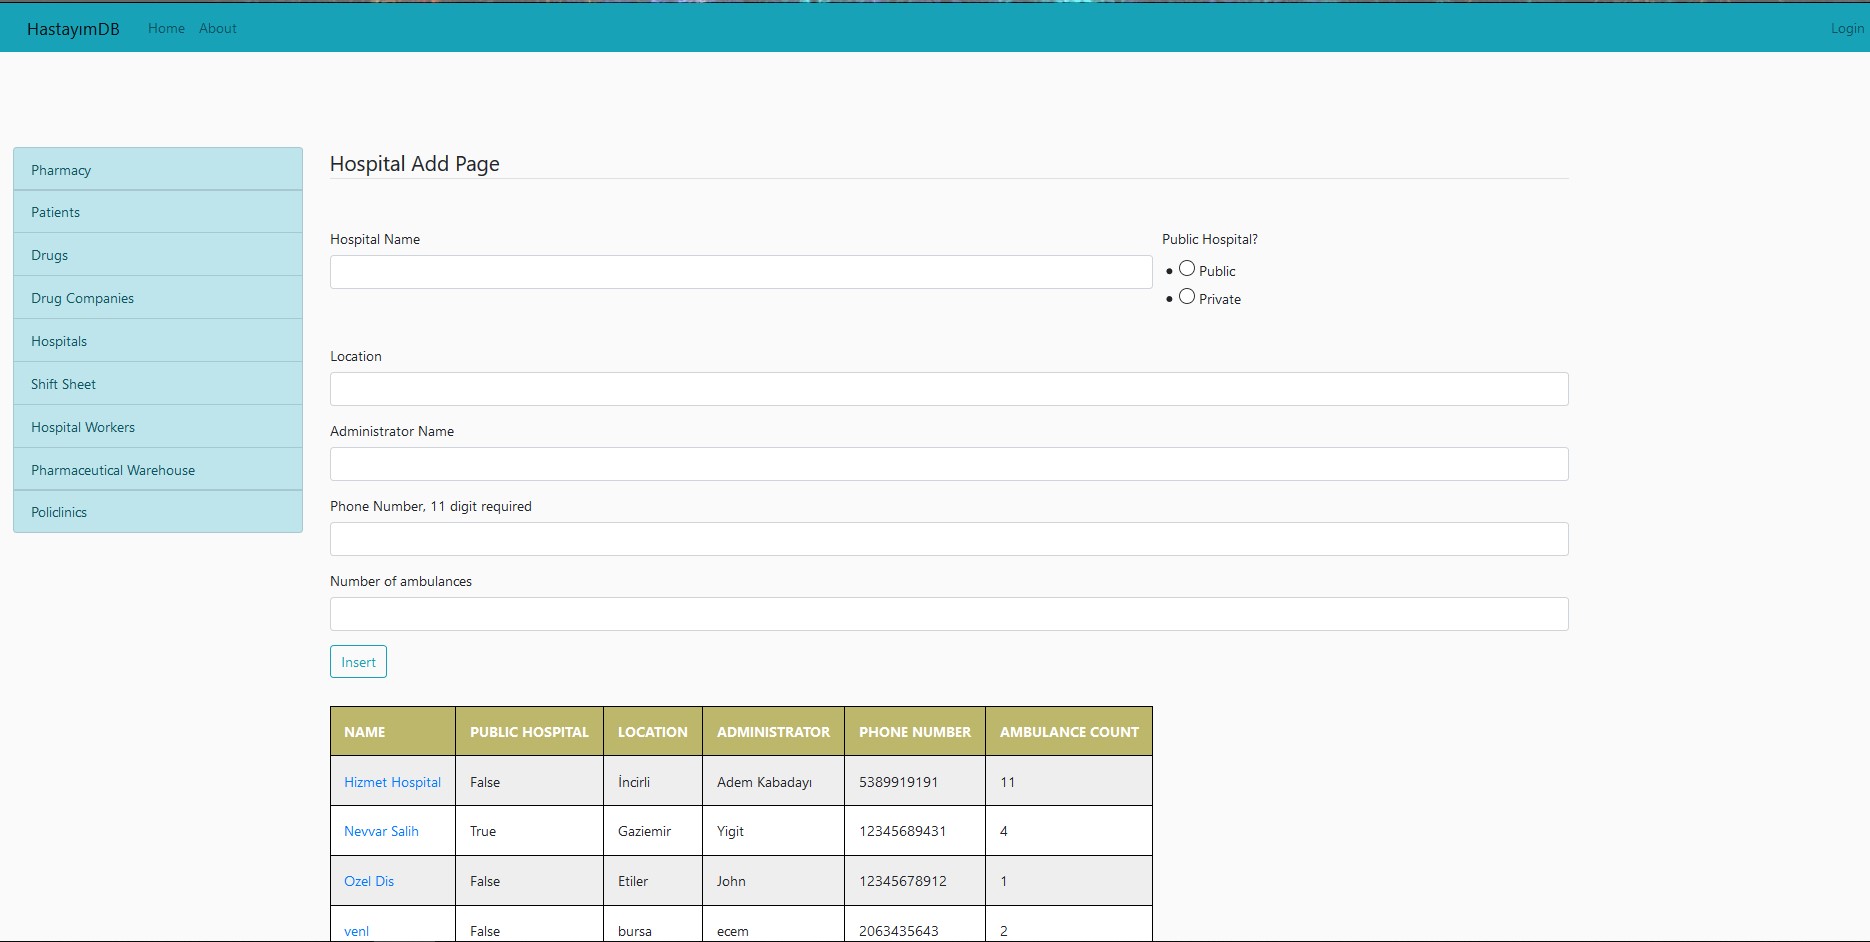 HastayımDB Home About Login
Pharmacy
Patients
Drugs
Drug Companies
Hospitals
Shift Sheet
Hospital Workers
Pharmaceutical Warehouse
Policlinics
Hospital Add Page
Hospital Name
Public Hospital?
Public
Private
Location
Administrator Name
Phone Number, 11 digit required
Number of ambulances
Insert
NAME PUBLIC HOSPITAL LOCATION ADMINISTRATOR PHONE NUMBER AMBULANCE COUNT
Hizmet Hospital False İncirli Adem Kabadayı 5389919191 11
Nevvar Salih True Gaziemir Yigit 12345689431 4
Ozel Dis False Etiler John 12345678912 1
venl False bursa ecem 2063435643 2